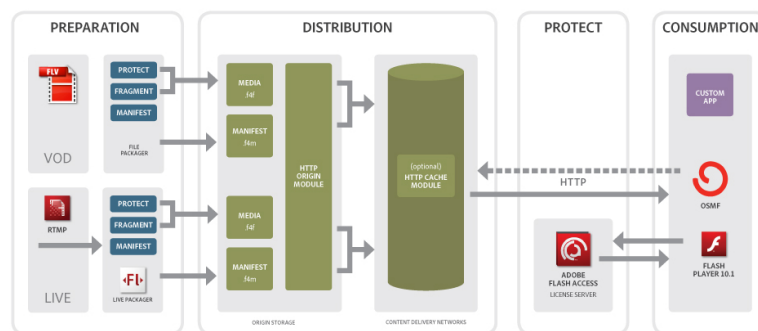 PREPARATION
DISTRIBUTION
PROTECT
CONSUMPTION
FLV
VOD
PROTECT
FRAGMENT
MANIFEST
FILE
PACKAGER
MEDIA
.f4f
MANIFEST
.f4m
HTTP
ORIGIN
MODULE
(optional)
HTTP CACHE
MODULE
CUSTOM
APP
HTTP
OSMF
RTMP
LIVE
PROTECT
FRAGMENT
MANIFEST
Fl
LIVE PACKAGER
MEDIA
.f4f
MANIFEST
.f4m
ADOBE
FLASH ACCESS
LICENSE SERVER
FLASH
PLAYER 10.1
ORIGIN STORAGE
CONTENT DELIVERY NETWORKS